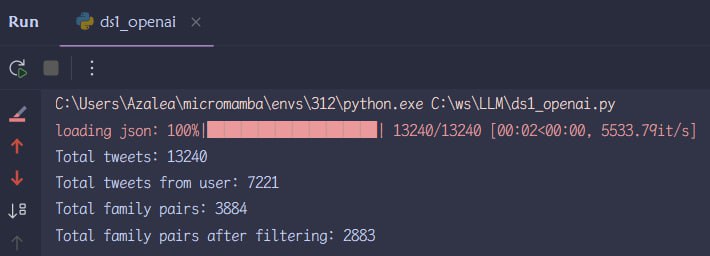 Run ds1_openai
C:\Users\Azalea\micromamba\envs\312\python.exe C:\ws\LLM\ds1_openai.py
loading json: 100%|██████████| 13240/13240 [00:02<00:00, 5533.79it/s]
Total tweets: 13240
Total tweets from user: 7221
Total family pairs: 3884
Total family pairs after filtering: 2883